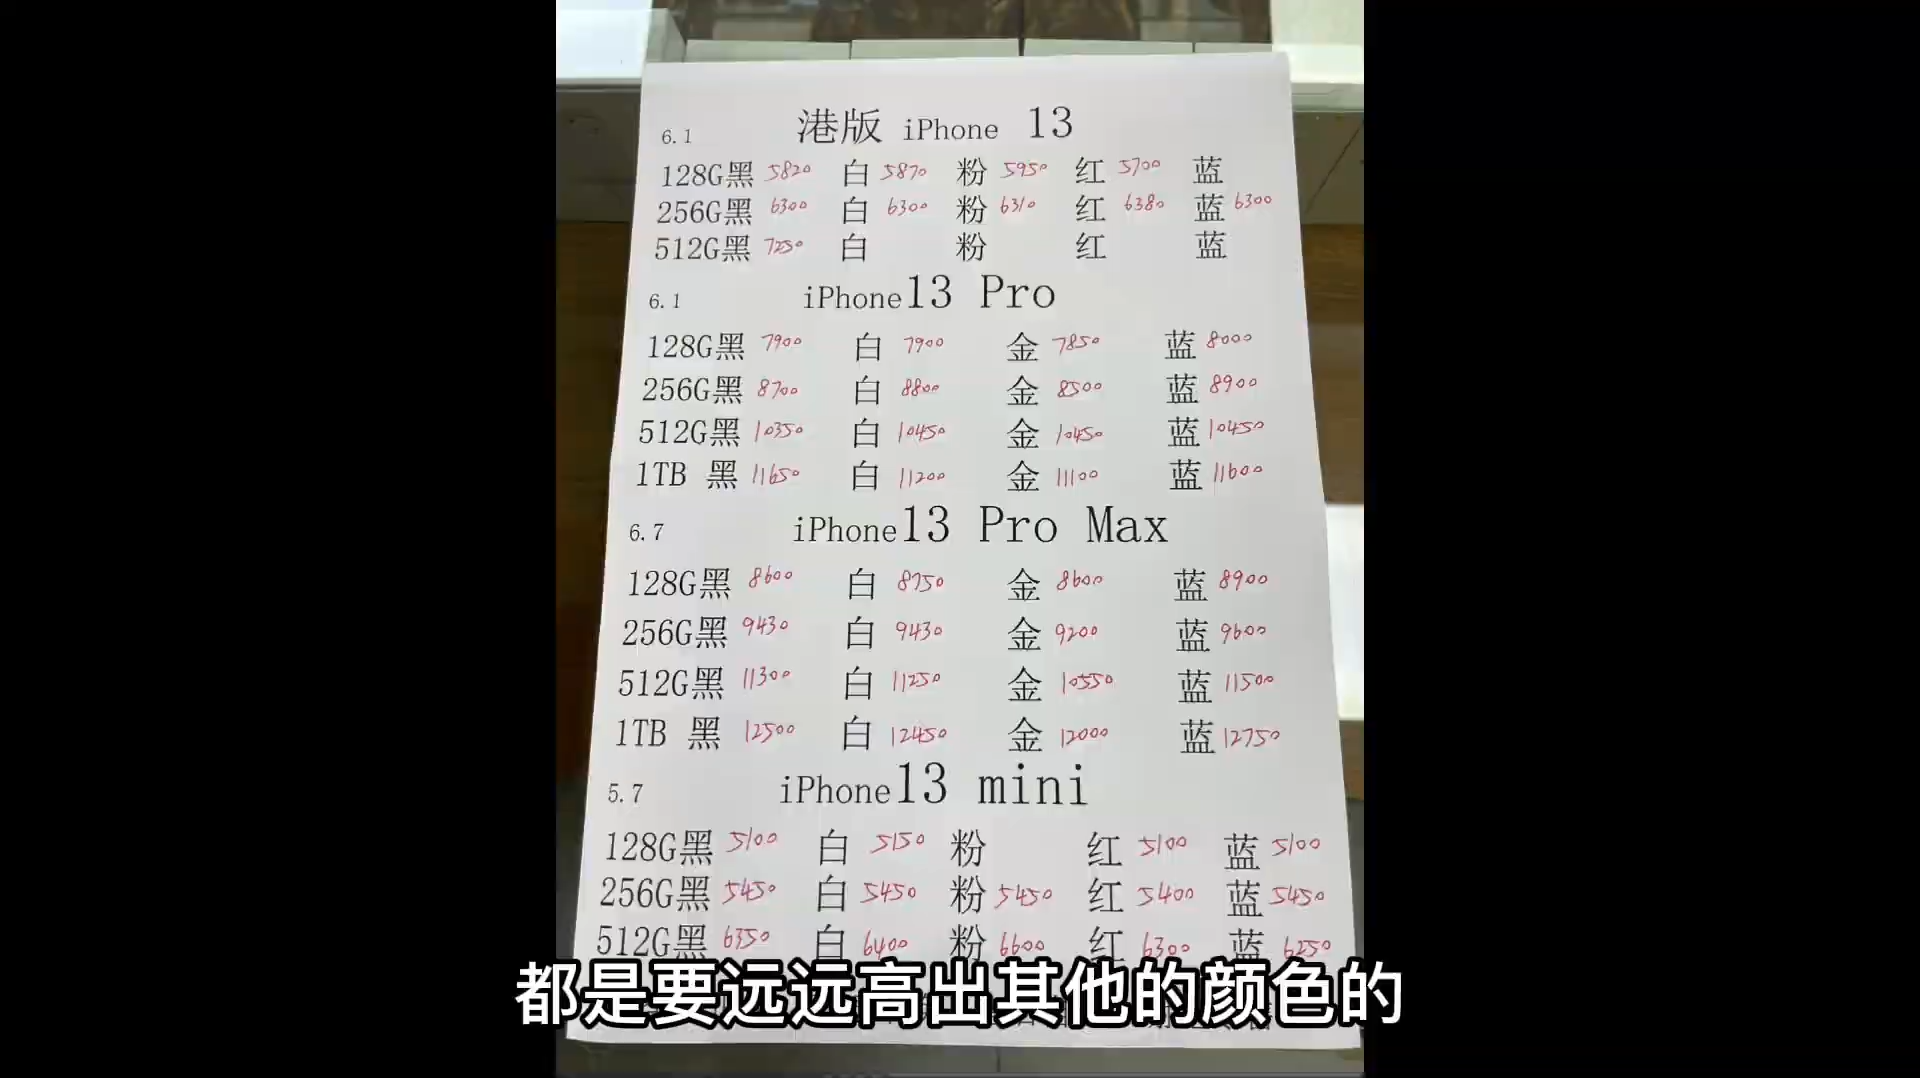 6.1 港版 iPhone 13
128G黑 5820 白 5870 粉 5950 红 5700 蓝
256G黑 6300 白 6300 粉 6310 红 6380 蓝 6300
512G黑 7250 白 粉 红 蓝
6.1 iPhone13 Pro
128G黑 7900 白 7900 金 7850 蓝 8000
256G黑 8700 白 8800 金 8500 蓝 8900
512G黑 10350 白 10450 金 10450 蓝 10450
1TB 黑 11650 白 11200 金 11100 蓝 11600
6.7 iPhone13 Pro Max
128G黑 8600 白 8750 金 8600 蓝 8900
256G黑 9430 白 9430 金 9200 蓝 9600
512G黑 11300 白 11250 金 10550 蓝 11500
1TB 黑 12500 白 12450 金 12000 蓝 12750
5.7 iPhone13 mini
128G黑 5100 白 5150 粉 红 5100 蓝 5100
256G黑 5450 白 5450 粉 5450 红 5400 蓝 5450
512G黑 6350 白 6400 粉 6600 红 6300 蓝 6250
都是要远远高出其他的颜色的